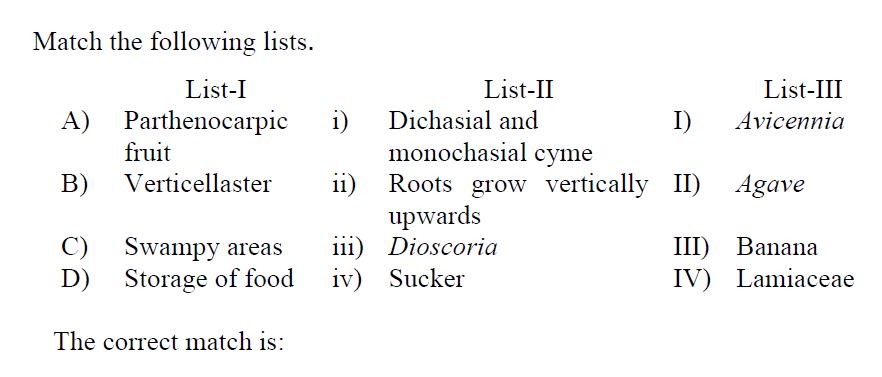 Match the following lists.
List-I List-II List-III
A) Parthenocarpic i) Dichasial and I) Avicennia
fruit monochasial cyme
B) Verticellaster ii) Roots grow vertically II) Agave
upwards
C) Swampy areas iii) Dioscoria III) Banana
D) Storage of food iv) Sucker IV) Lamiaceae
The correct match is: